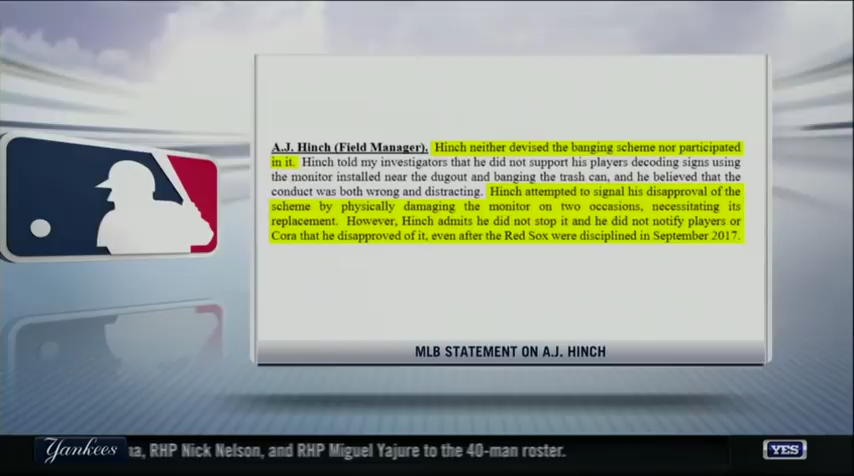 A.J. Hinch (Field Manager). Hinch neither devised the banging scheme nor participated
in it. Hinch told my investigators that he did not support his players decoding signs using
the monitor installed near the dugout and banging the trash can, and he believed that the
conduct was both wrong and distracting. Hinch attempted to signal his disapproval of the
scheme by physically damaging the monitor on two occasions, necessitating its
replacement. However, Hinch admits he did not stop it and he did not notify players or
Cora that he disapproved of it, even after the Red Sox were disciplined in September 2017.
MLB STATEMENT ON A.J. HINCH
Yankees
RHP Nick Nelson, and RHP Miguel Yajure to the 40-man roster.
YES